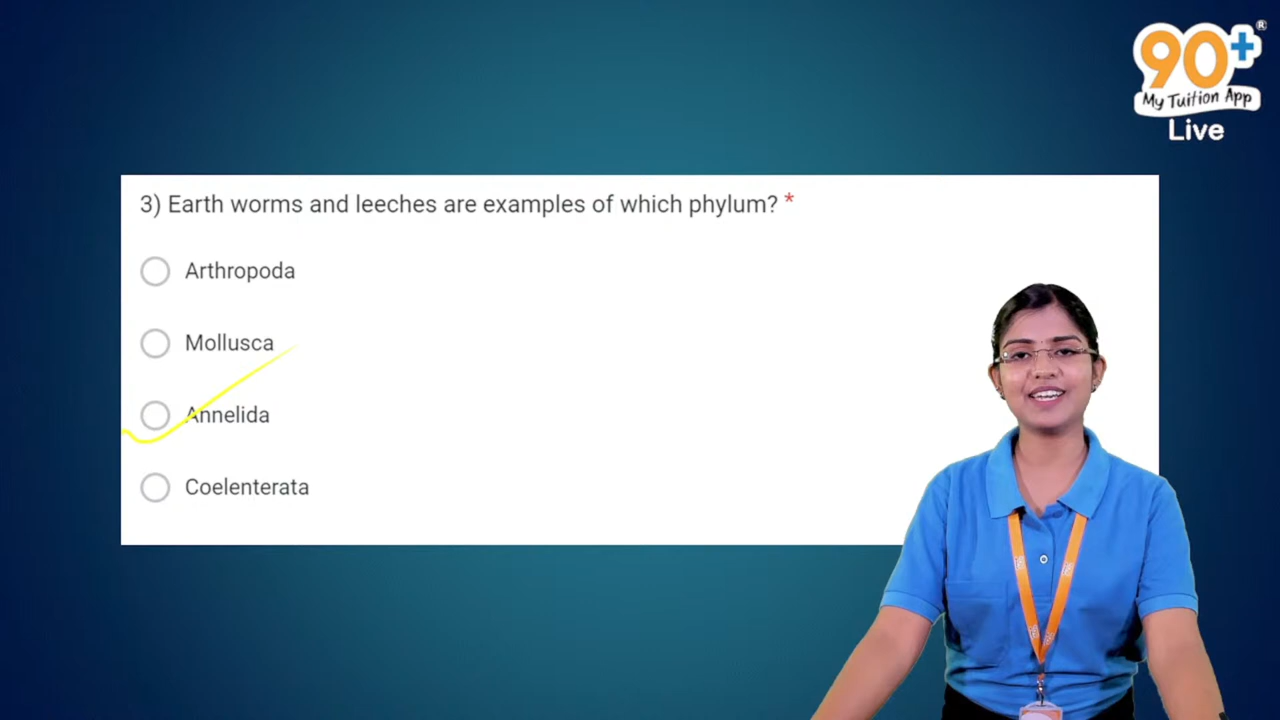 90+
®
My Tuition App
Live
3) Earth worms and leeches are examples of which phylum? *
Arthropoda
Mollusca
Annelida
Coelenterata